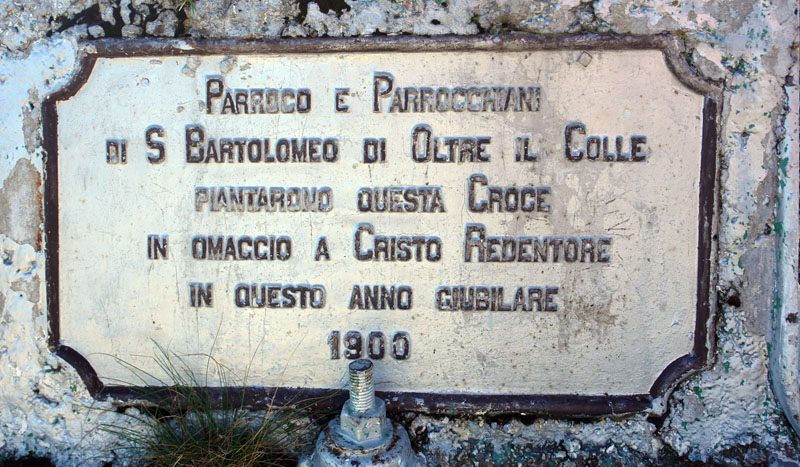 Parroco e Parrocchiani
di S Bartolomeo di Oltre il Colle
piantarono questa Croce
in omaggio a Cristo Redentore
in questo anno giubilare
1900